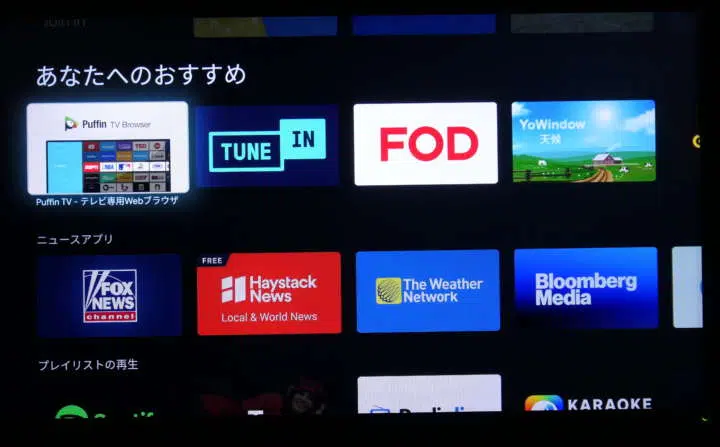 あなたへのおすすめ
Puffin TV Browser
TUNE IN
FOD
YoWindow
天候
Puffin TV - テレビ専用Webブラウザ
ニュースアプリ
FOX
NEWS
channel
FREE
Haystack
News
Local & World News
The Weather
Network
Bloomberg
Media
プレイリストの再生
Spotify
KARAOKE